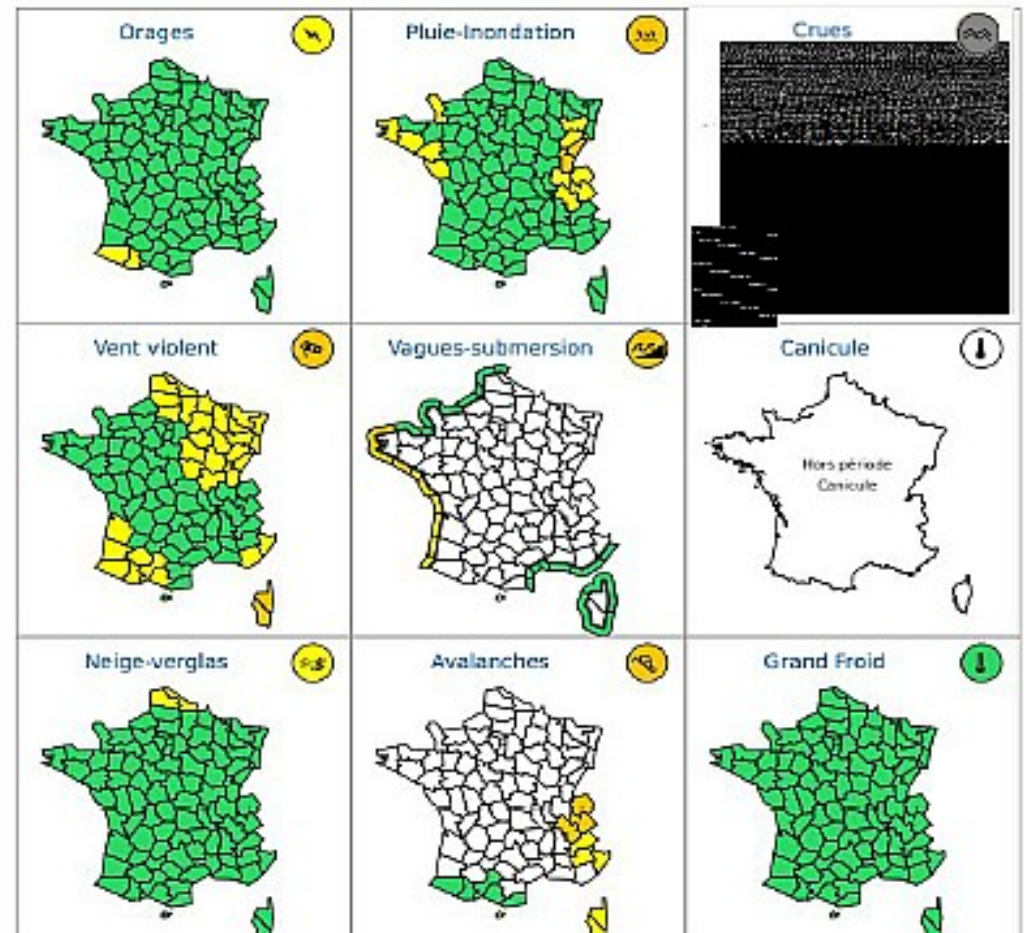 Orages
Pluie-Inondation
Crues
Vent violent
Vagues-submersion
Canicule
Hors période
Canicule
Neige-verglas
Avalanches
Grand Froid